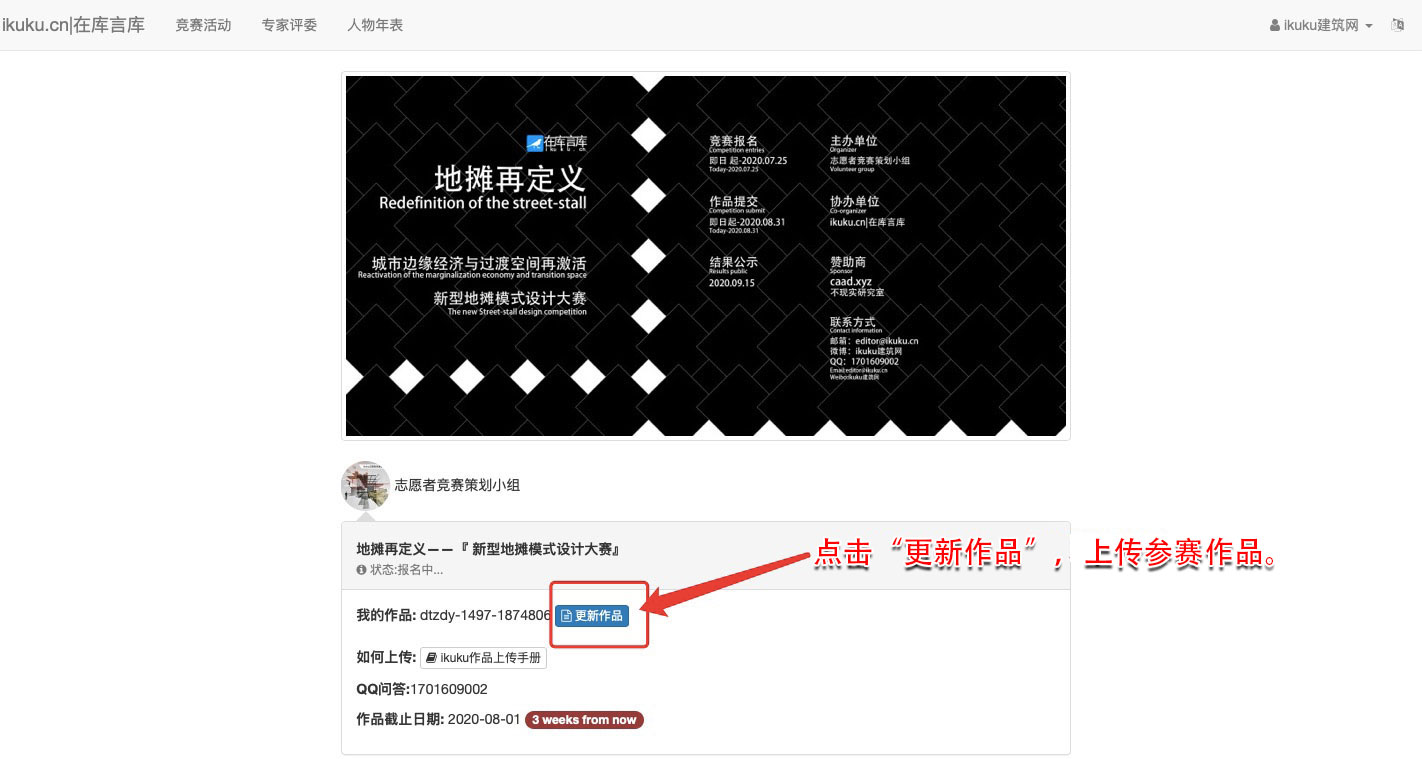 ikuku.cn|在库言库
竞赛活动
专家评委
人物年表
ikuku建筑网
在库言库
地摊再定义
Redefinition of the street-stall
城市边缘经济与过渡空间再激活
Reactivation of the marginalization economy and transition space
新型地摊模式设计大赛
The new Street-stall design competition
竞赛报名
Competition entries
即日 起-2020.07.25
Today-2020.07.25
作品提交
Competition submit
即日起-2020.08.31
Today-2020.08.31
结果公示
Results public
2020.09.15
主办单位
Organizer
志愿者竞赛策划小组
Volunteer group
协办单位
Co-organizer
ikuku.cn|在库言库
赞助商
Sponsor
caad.xyz
不现实研究室
联系方式
Contact information
邮箱：editor@ikuku.cn
微博：ikuku建筑网
QQ：1701609002
Email:editor@ikuku.cn
Weibo:ikuku建筑网
志愿者竞赛策划小组
地摊再定义——『 新型地摊模式设计大赛』
状态:报名中...
点击“更新作品”，上传参赛作品。
我的作品: dtzdy-1497-1874806 更新作品
如何上传: ikuku作品上传手册
QQ问答:1701609002
作品截止日期: 2020-08-01 3 weeks from now